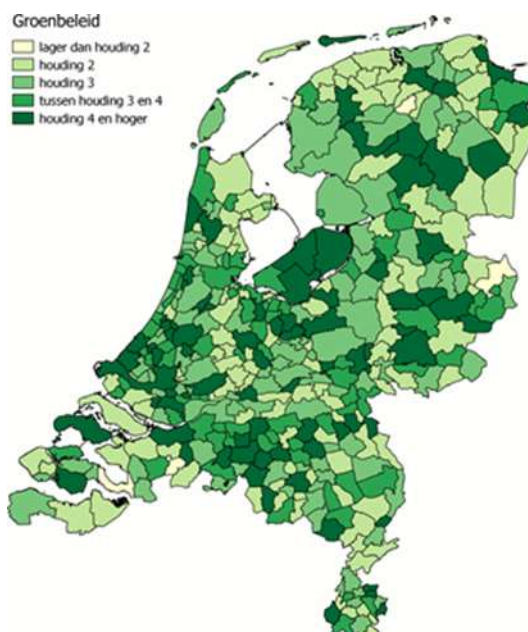 Groenbeleid
lager dan houding 2
houding 2
houding 3
tussen houding 3 en 4
houding 4 en hoger